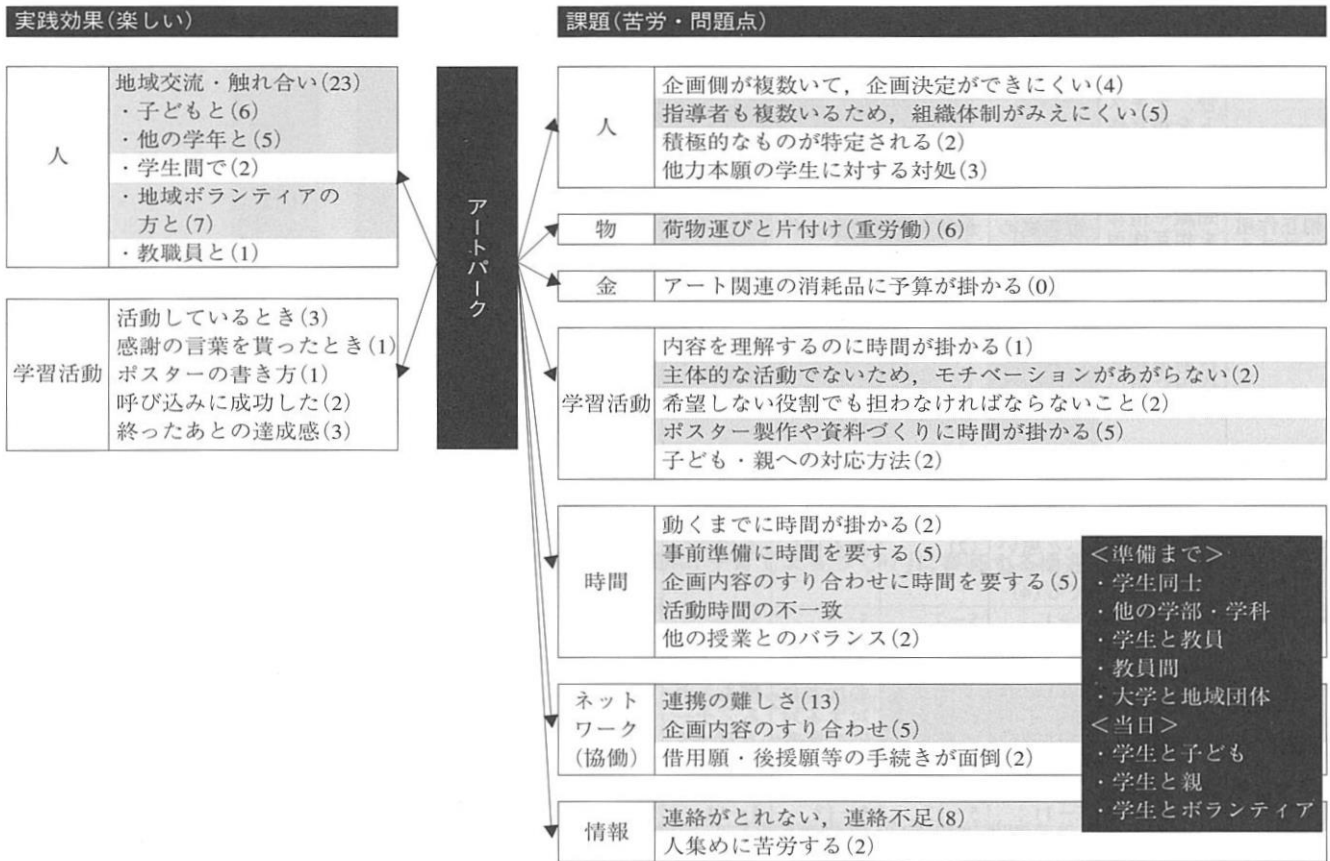 実践効果(楽しい)
人
地域交流・触れ合い(23)
・子どもと(6)
・他の学年と(5)
・学生間で(2)
・地域ボランティアの
方と(7)
・教職員と(1)
学習活動
活動しているとき(3)
感謝の言葉を貰ったとき(1)
ポスターの書き方(1)
呼び込みに成功した(2)
終ったあとの達成感(3)
アートパーク
課題(苦労・問題点)
人
企画側が複数いて，企画決定ができにくい(4)
指導者も複数いるため，組織体制がみえにくい(5)
積極的なものが特定される(2)
他力本願の学生に対する対処(3)
物
荷物運びと片付け(重労働)(6)
金
アート関連の消耗品に予算が掛かる(0)
学習活動
内容を理解するのに時間が掛かる(1)
主体的な活動でないため，モチベーションがあがらない(2)
希望しない役割でも担わなければならないこと(2)
ポスター製作や資料づくりに時間が掛かる(5)
子ども・親への対応方法(2)
時間
動くまでに時間が掛かる(2)
事前準備に時間を要する(5)
企画内容のすり合わせに時間を要する(5)
活動時間の不一致
他の授業とのバランス(2)
ネット
ワーク
(協働)
連携の難しさ(13)
企画内容のすり合わせ(5)
借用願・後援願等の手続きが面倒(2)
情報
連絡がとれない，連絡不足(8)
人集めに苦労する(2)
＜準備まで＞
・学生同士
・他の学部・学科
・学生と教員
・教員間
・大学と地域団体
＜当日＞
・学生と子ども
・学生と親
・学生とボランティア